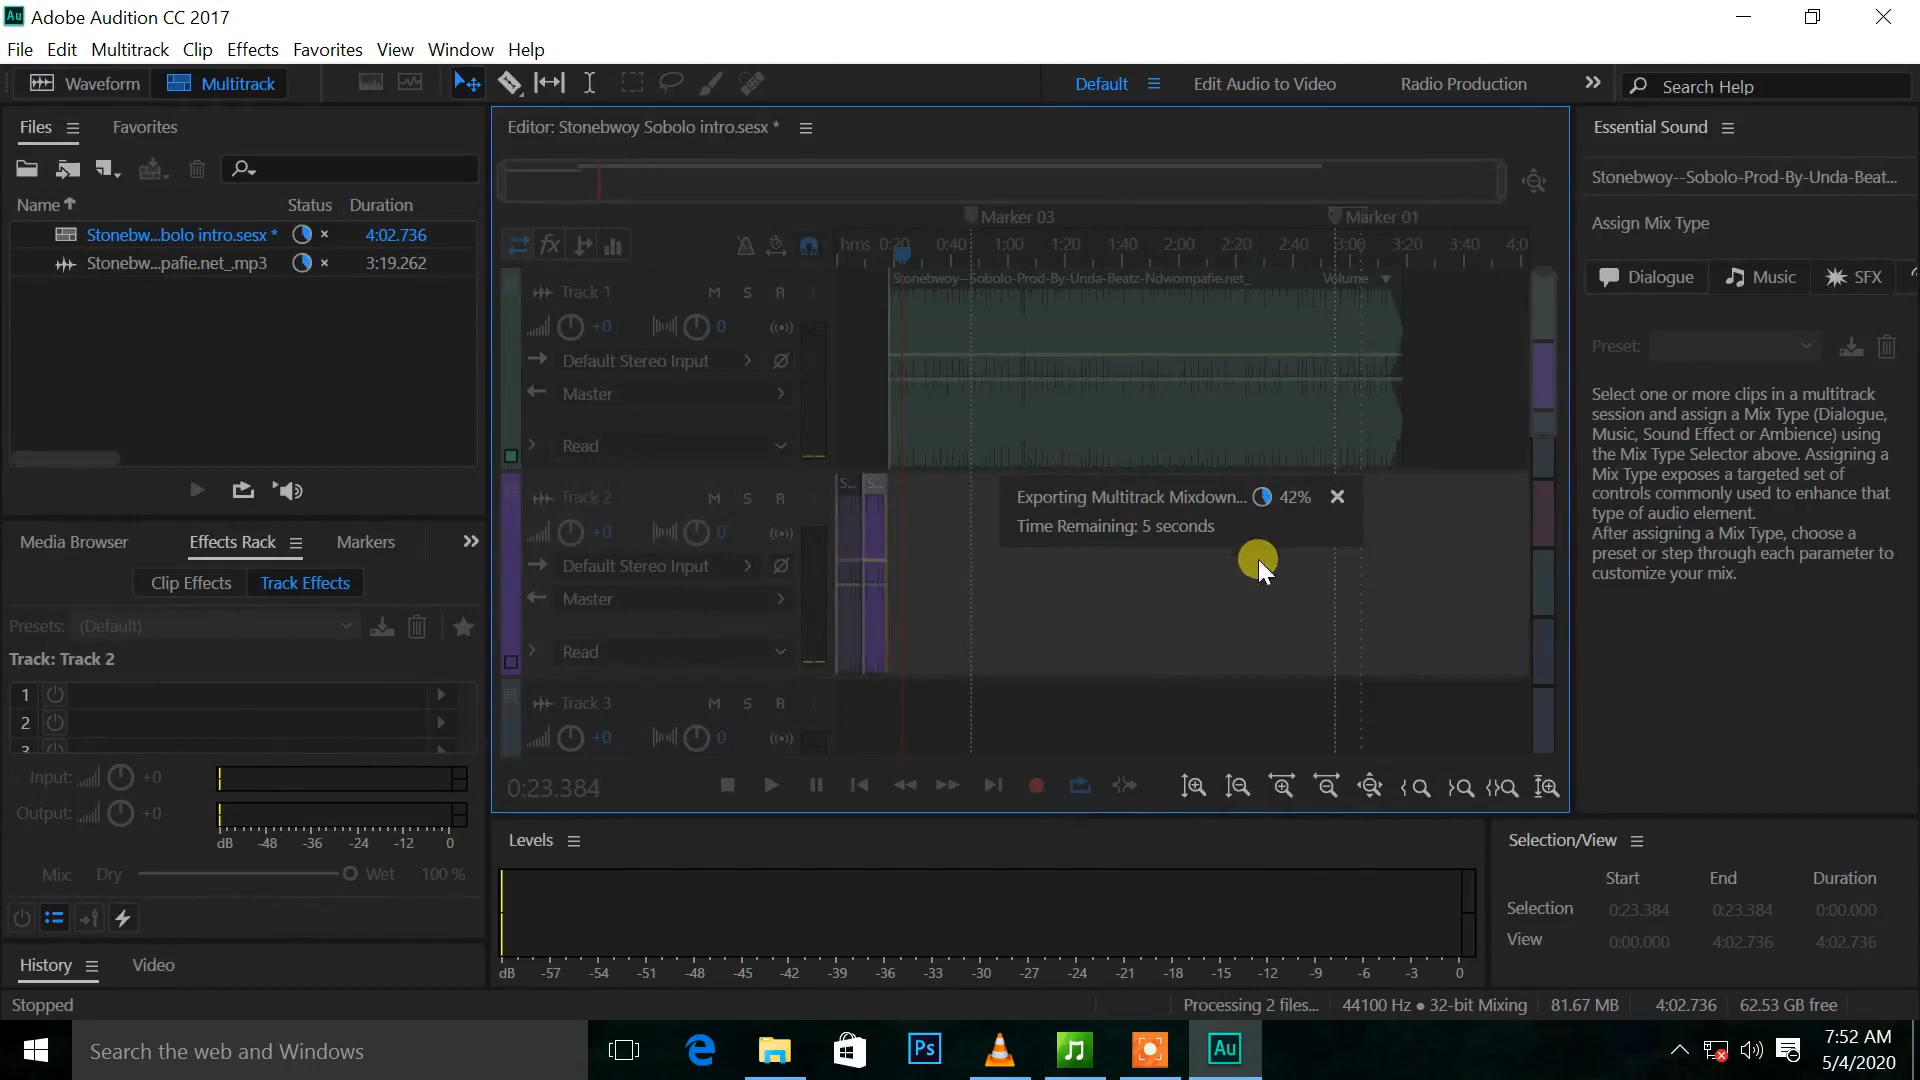 Au Adobe Audition CC 2017
File Edit Multitrack Clip Effects Favorites View Window Help
Waveform Multitrack Default Edit Audio to Video Radio Production Search Help
Files Favorites
Name Status Duration
Stonebw...bolo intro.sesx * 4:02.736
Stonebw...pafie.net_.mp3 3:19.262
Media Browser Effects Rack Markers
Clip Effects Track Effects
Presets: (Default)
Track: Track 2
1
2
3
Input: +0
Output: +0
dB -48 -36 -24 -12 0
Mix: Dry Wet 100 %
History Video
Stopped
Editor: Stonebwoy Sobolo intro.sesx *
Marker 03 Marker 01
fx hms 0:20 0:40 1:00 1:20 1:40 2:00 2:20 2:40 3:00 3:20 3:40 4:0
Stonebwoy--Sobolo-Prod-By-Unda-Beatz-Ndwompafie.net_ Volume
Track 1 M S R I
+0 0
Default Stereo Input
Master
Read
S... S...
Track 2 M S R I
+0 0
Default Stereo Input
Master
Read
Exporting Multitrack Mixdown... 42%
Time Remaining: 5 seconds
Track 3 M S R I
+0 0
0:23.384
Levels
dB -57 -54 -51 -48 -45 -42 -39 -36 -33 -30 -27 -24 -21 -18 -15 -12 -9 -6 -3 0
Essential Sound
Stonebwoy--Sobolo-Prod-By-Unda-Beat...
Assign Mix Type
Dialogue Music SFX
Preset:
Select one or more clips in a multitrack
session and assign a Mix Type (Dialogue,
Music, Sound Effect or Ambience) using
the Mix Type Selector above. Assigning a
Mix Type exposes a targeted set of
controls commonly used to enhance that
type of audio element.
After assigning a Mix Type, choose a
preset or step through each parameter to
customize your mix.
Selection/View
Start End Duration
Selection 0:23.384 0:23.384 0:00.000
View 0:00.000 4:02.736 4:02.736
Processing 2 files... 44100 Hz ● 32-bit Mixing 81.67 MB 4:02.736 62.53 GB free
Search the web and Windows
Ps
Au
7:52 AM
5/4/2020